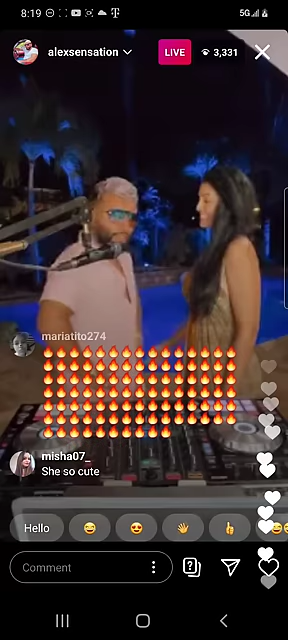 8:19
5G
alexsensation
LIVE
3,331
mariatito274
misha07_
She so cute
Hello
Comment